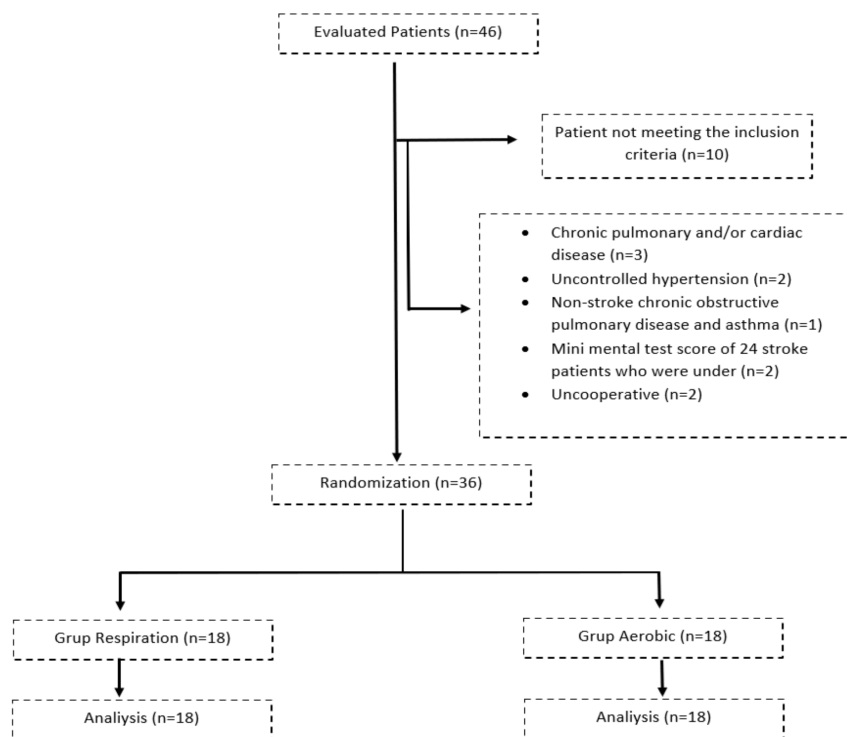 Evaluated Patients (n=46)
Patient not meeting the inclusion
criteria (n=10)
• Chronic pulmonary and/or cardiac
disease (n=3)
• Uncontrolled hypertension (n=2)
• Non-stroke chronic obstructive
pulmonary disease and asthma (n=1)
• Mini mental test score of 24 stroke
patients who were under (n=2)
• Uncooperative (n=2)
Randomization (n=36)
Grup Respiration (n=18)
Grup Aerobic (n=18)
Analiysis (n=18)
Analiysis (n=18)